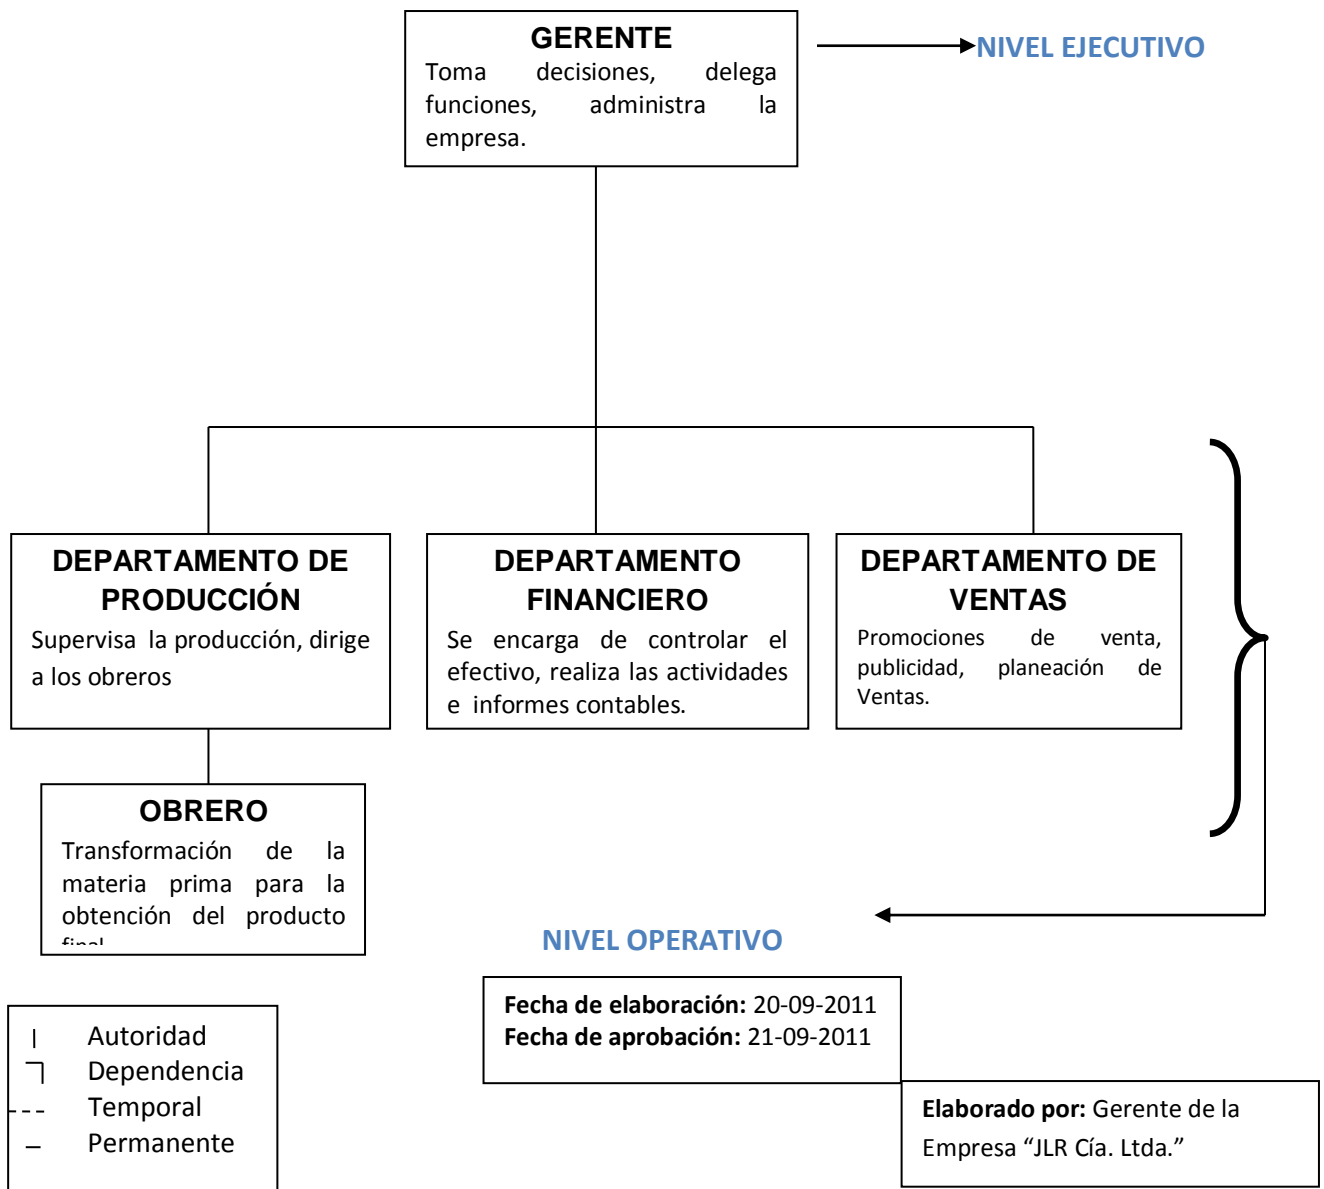 GERENTE
Toma decisiones, delega
funciones, administra la
empresa.
NIVEL EJECUTIVO
DEPARTAMENTO DE
PRODUCCIÓN
Supervisa la producción, dirige
a los obreros
DEPARTAMENTO
FINANCIERO
Se encarga de controlar el
efectivo, realiza las actividades
e informes contables.
DEPARTAMENTO DE
VENTAS
Promociones de venta,
publicidad, planeación de
Ventas.
OBRERO
Transformación de la
materia prima para la
obtención del producto
final
NIVEL OPERATIVO
Fecha de elaboración: 20-09-2011
Fecha de aprobación: 21-09-2011
Autoridad
Dependencia
Temporal
Permanente
Elaborado por: Gerente de la
Empresa “JLR Cía. Ltda.”